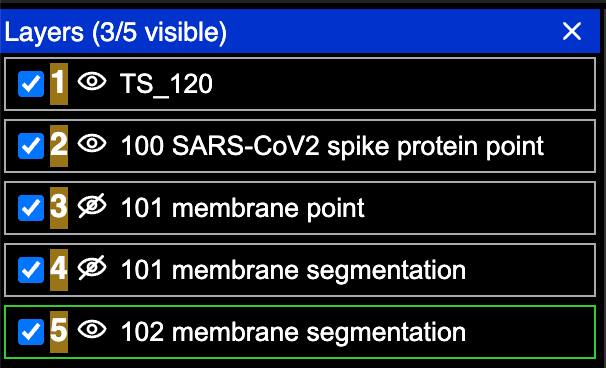 Layers (3/5 visible)
1 TS_120
2 100 SARS-CoV2 spike protein point
3 101 membrane point
4 101 membrane segmentation
5 102 membrane segmentation